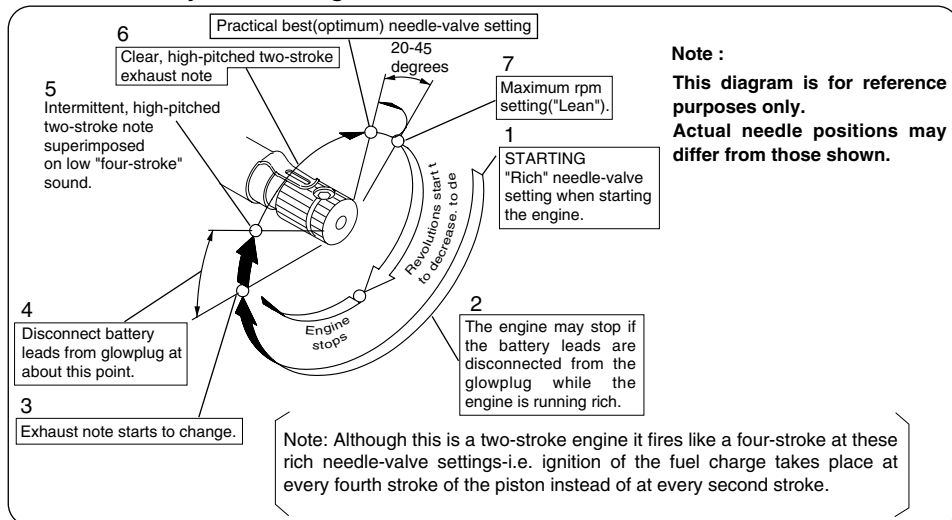 Practical best(optimum) needle-valve setting
6
Clear, high-pitched two-stroke
exhaust note
20-45
degrees
7
Maximum rpm
setting("Lean").
Note :
This diagram is for reference
purposes only.
Actual needle positions may
differ from those shown.
5
Intermittent, high-pitched
two-stroke note
superimposed
on low "four-stroke"
sound.
1
STARTING
"Rich" needle-valve
setting when starting
the engine.
Revolutions start t
to decrease. to de
Engine
stops
4
Disconnect battery
leads from glowplug at
about this point.
2
The engine may stop if
the battery leads are
disconnected from the
glowplug while the
engine is running rich.
3
Exhaust note starts to change.
Note: Although this is a two-stroke engine it fires like a four-stroke at these
rich needle-valve settings-i.e. ignition of the fuel charge takes place at
every fourth stroke of the piston instead of at every second stroke.